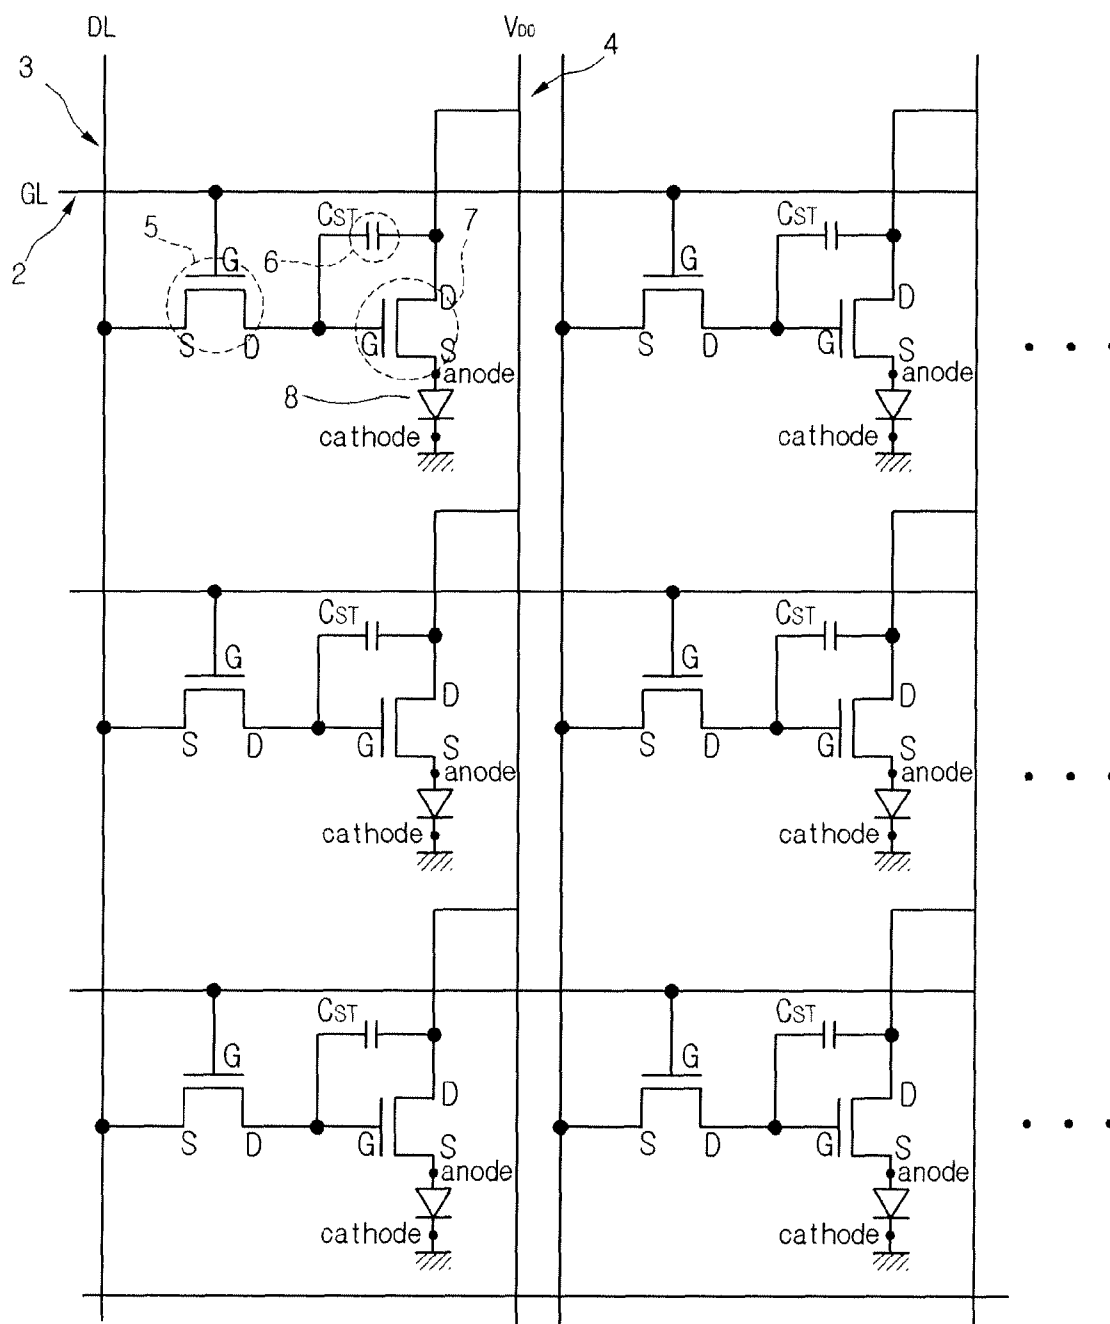 DL
VDD
3
4
GL
2
5
CST
6
7
G
D
S
D
G
S
anode
8
cathode
CST
G
D
S
D
G
S
anode
cathode
• • •
CST
G
D
S
D
G
S
anode
cathode
CST
G
D
S
D
G
S
anode
cathode
• • •
CST
G
D
S
D
G
S
anode
cathode
CST
G
D
S
D
G
S
anode
cathode
• • •